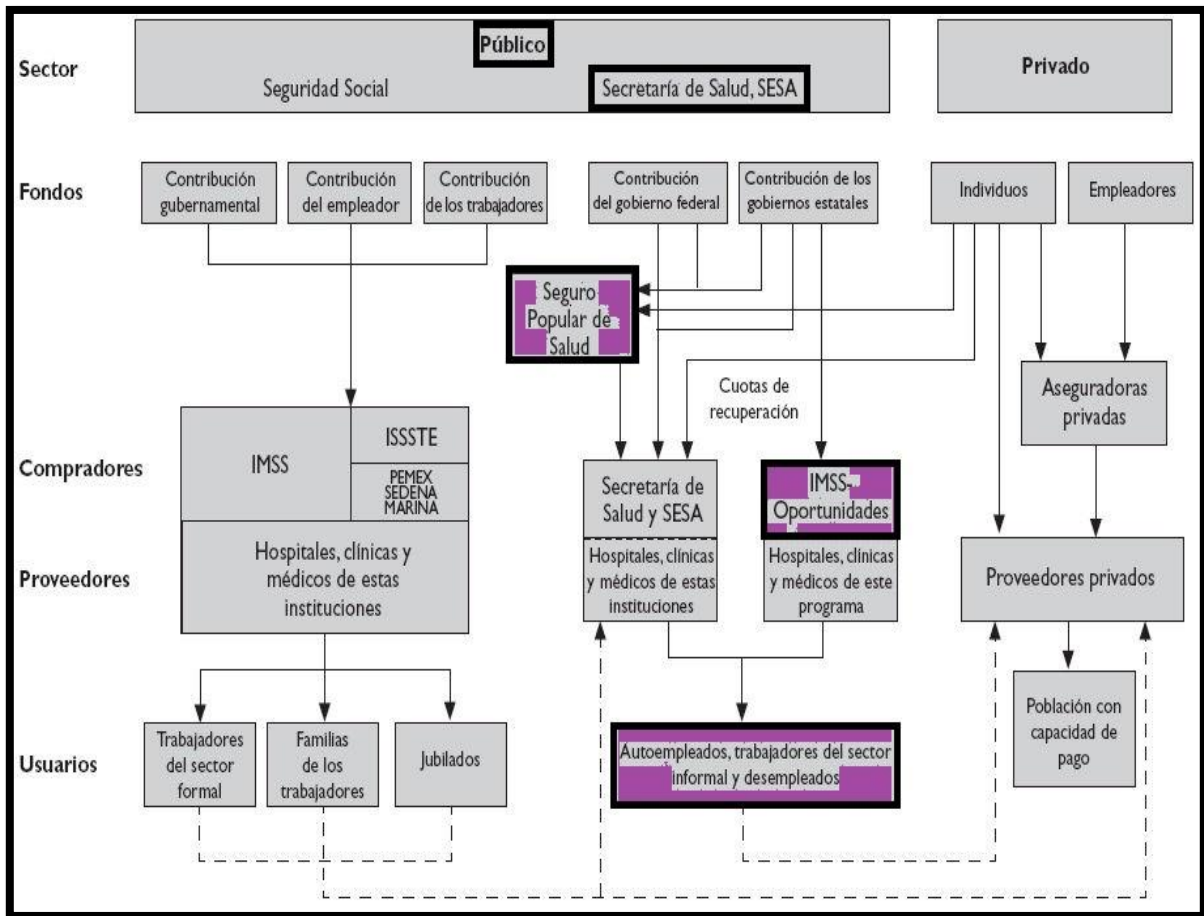 Sector
Público
Seguridad Social
Secretaría de Salud, SESA
Privado
Fondos
Contribución
gubernamental
Contribución
del empleador
Contribución
de los trabajadores
Contribución
del gobierno federal
Contribución de los
gobiernos estatales
Individuos
Empleadores
Seguro
Popular de
Salud
Cuotas de
recuperación
Aseguradoras
privadas
Compradores
IMSS
ISSSTE
PEMEX
SEDENA
MARINA
Secretaría de
Salud y SESA
IMSS-
Oportunidades
Proveedores
Hospitales, clínicas y
médicos de estas
instituciones
Hospitales, clínicas
y médicos de estas
instituciones
Hospitales, clínicas
y médicos de este
programa
Proveedores privados
Usuarios
Trabajadores
del sector
formal
Familias
de los
trabajadores
Jubilados
Autoempleados, trabajadores del sector
informal y desempleados
Población con
capacidad de
pago